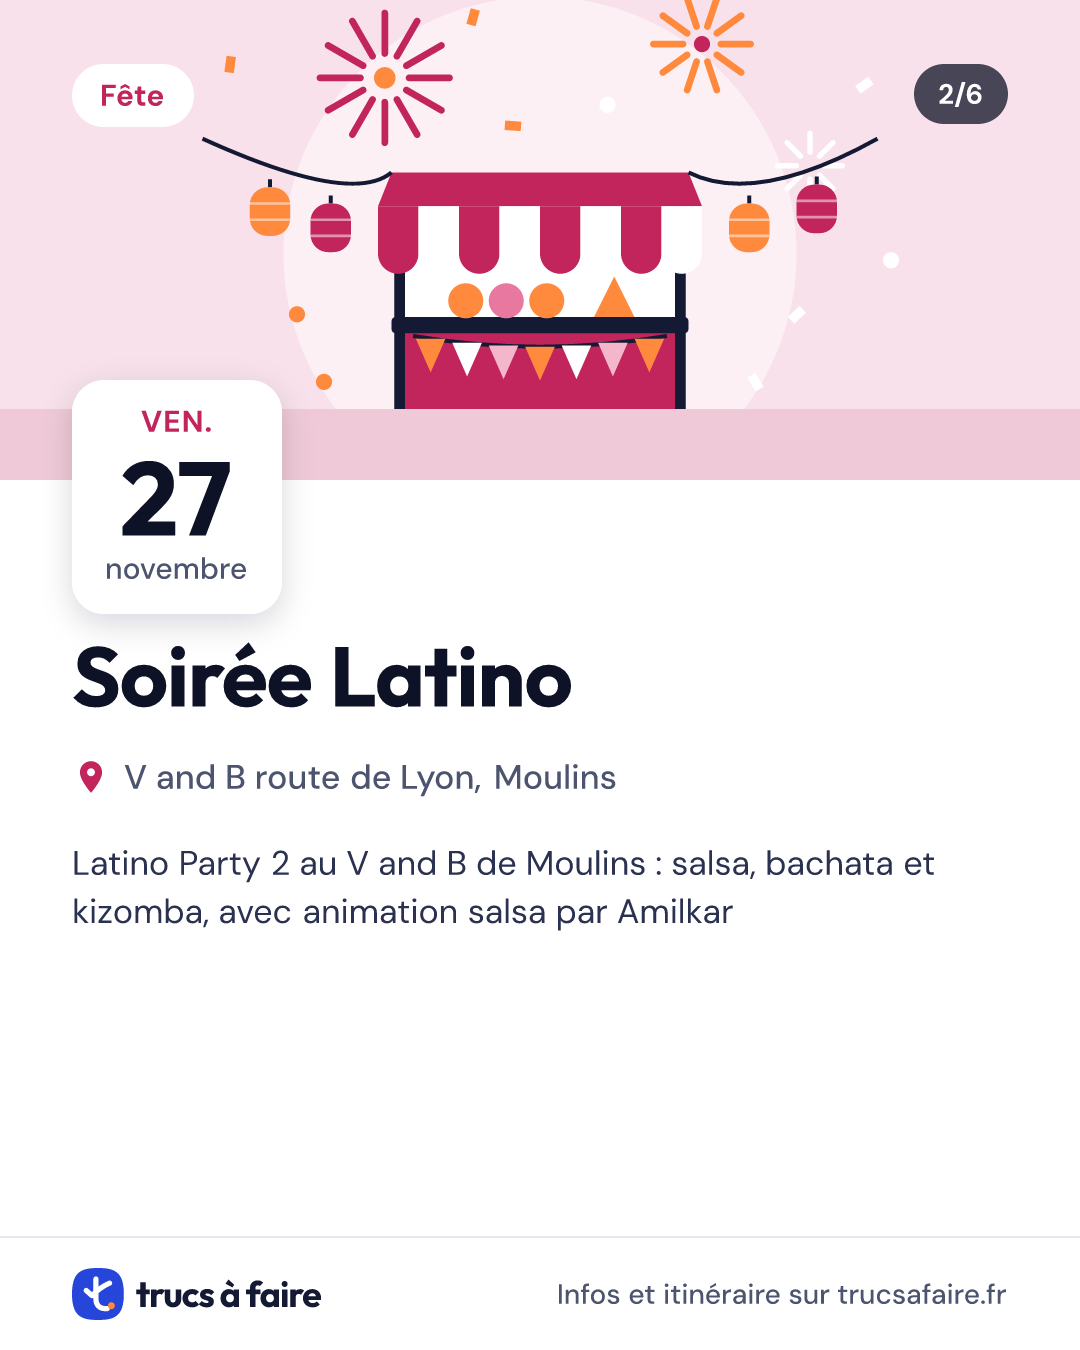 Fête
2/6
VEN.
27
novembre
Soirée Latino
V and B route de Lyon, Moulins
Latino Party 2 au V and B de Moulins : salsa, bachata et
kizomba, avec animation salsa par Amilkar
trucs à faire
Infos et itinéraire sur trucsafaire.fr